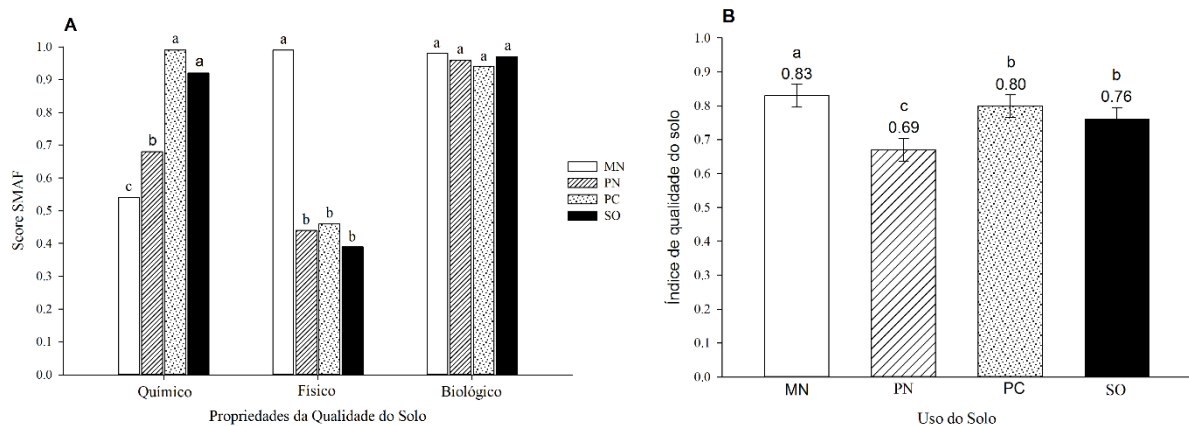 A
Score SMAF
1.0
0.9
0.8
0.7
0.6
0.5
0.4
0.3
0.2
0.1
0.0
c b a a
a b b b
a a a a
Químico Físico Biológico
Propriedades da Qualidade do Solo
MN
PN
PC
SO
B
Índice de qualidade do solo
1.0
0.9
0.8
0.7
0.6
0.5
0.4
0.3
0.2
0.1
0.0
a
0.83
c
0.69
b
0.80
b
0.76
MN PN PC SO
Uso do Solo